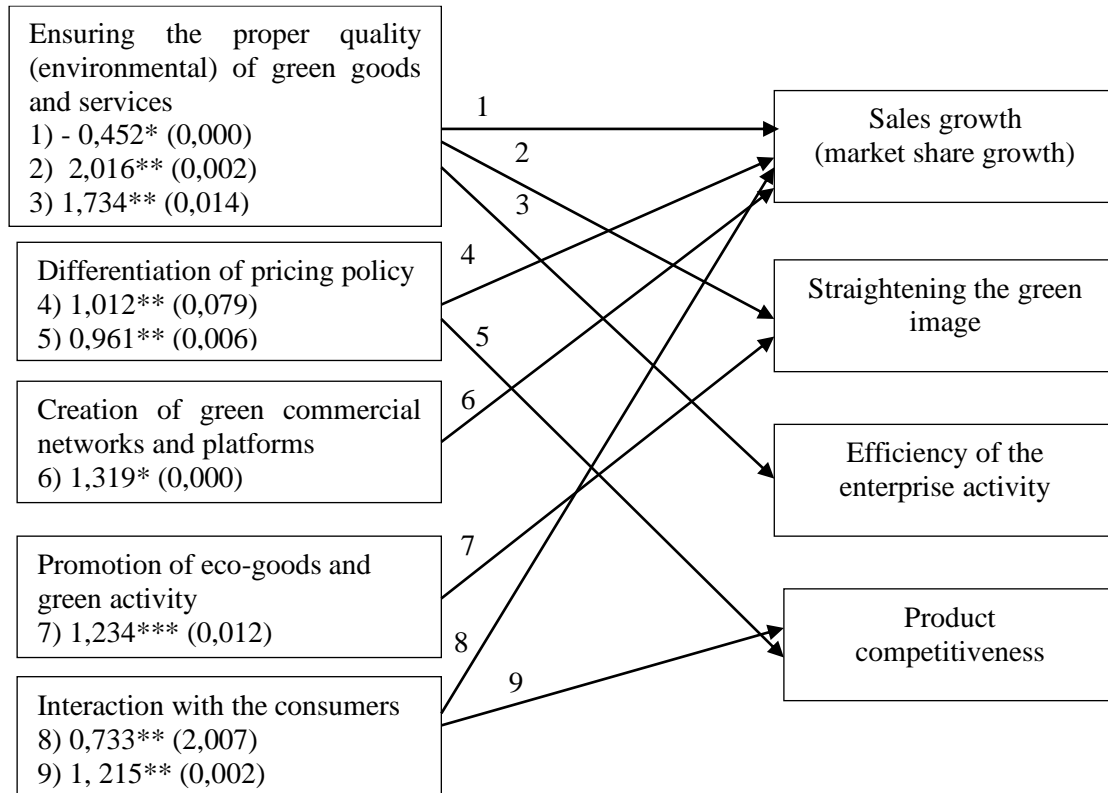 Ensuring the proper quality
(environmental) of green goods
and services
1) - 0,452* (0,000)
2) 2,016** (0,002)
3) 1,734** (0,014)
Differentiation of pricing policy
4) 1,012** (0,079)
5) 0,961** (0,006)
Creation of green commercial
networks and platforms
6) 1,319* (0,000)
Promotion of eco-goods and
green activity
7) 1,234*** (0,012)
Interaction with the consumers
8) 0,733** (2,007)
9) 1, 215** (0,002)
1
2
3
4
5
6
7
8
9
Sales growth
(market share growth)
Straightening the green
image
Efficiency of the
enterprise activity
Product
competitiveness